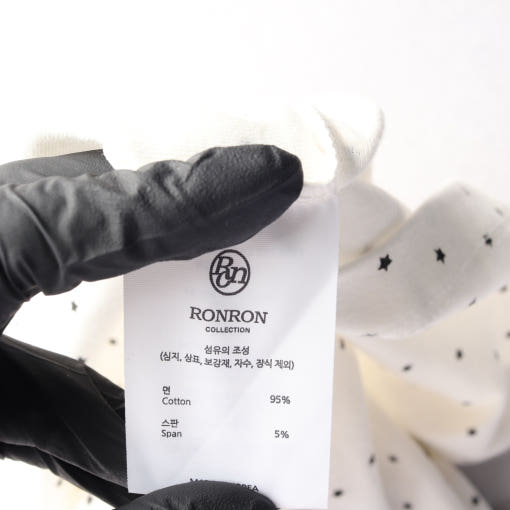 Ron
RONRON
COLLECTION
섬유의 조성
(심지, 상표, 보강재, 자수, 장식 제외)
면
Cotton 95%
스판
Span 5%